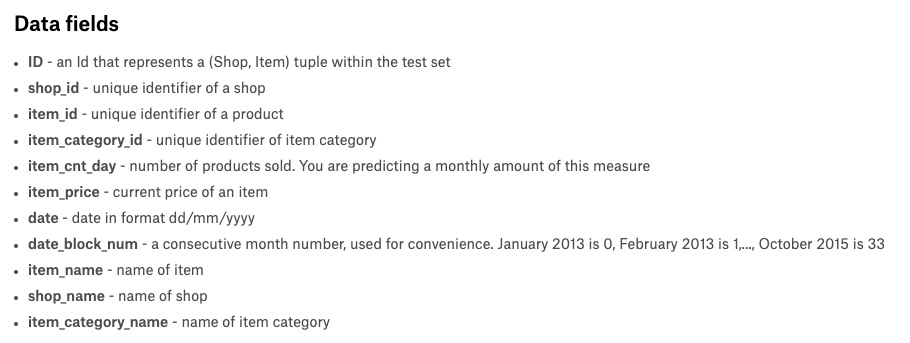 Data fields
• ID - an Id that represents a (Shop, Item) tuple within the test set
• shop_id - unique identifier of a shop
• item_id - unique identifier of a product
• item_category_id - unique identifier of item category
• item_cnt_day - number of products sold. You are predicting a monthly amount of this measure
• item_price - current price of an item
• date - date in format dd/mm/yyyy
• date_block_num - a consecutive month number, used for convenience. January 2013 is 0, February 2013 is 1,..., October 2015 is 33
• item_name - name of item
• shop_name - name of shop
• item_category_name - name of item category